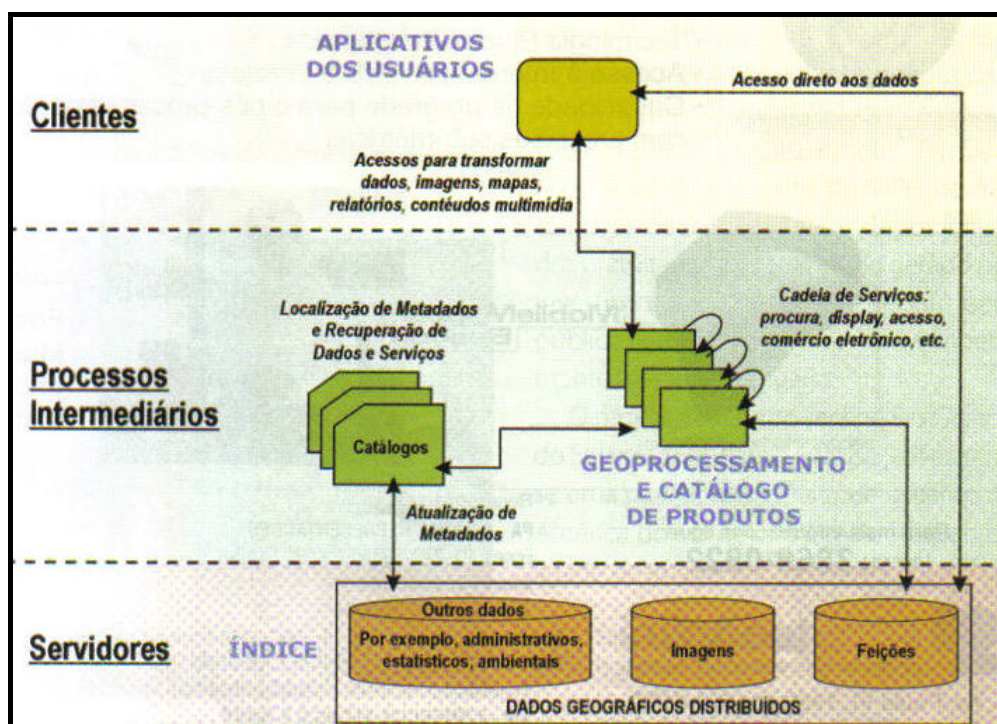 APLICATIVOS
DOS USUÁRIOS
Acesso direto aos dados
Clientes
Acessos para transformar
dados, imagens, mapas,
relatórios, contéudos multimídia
Localização de Metadados
e Recuperação de
Dados e Serviços
Cadeia de Serviços:
procura, display, acesso,
comércio eletrônico, etc.
Processos
Intermediários
Catálogos
GEOPROCESSAMENTO
E CATÁLOGO
DE PRODUTOS
Atualização de
Metadados
Servidores
ÍNDICE
Outros dados
Por exemplo, administrativos,
estatísticos, ambientais
Imagens
Feições
DADOS GEOGRÁFICOS DISTRIBUÍDOS